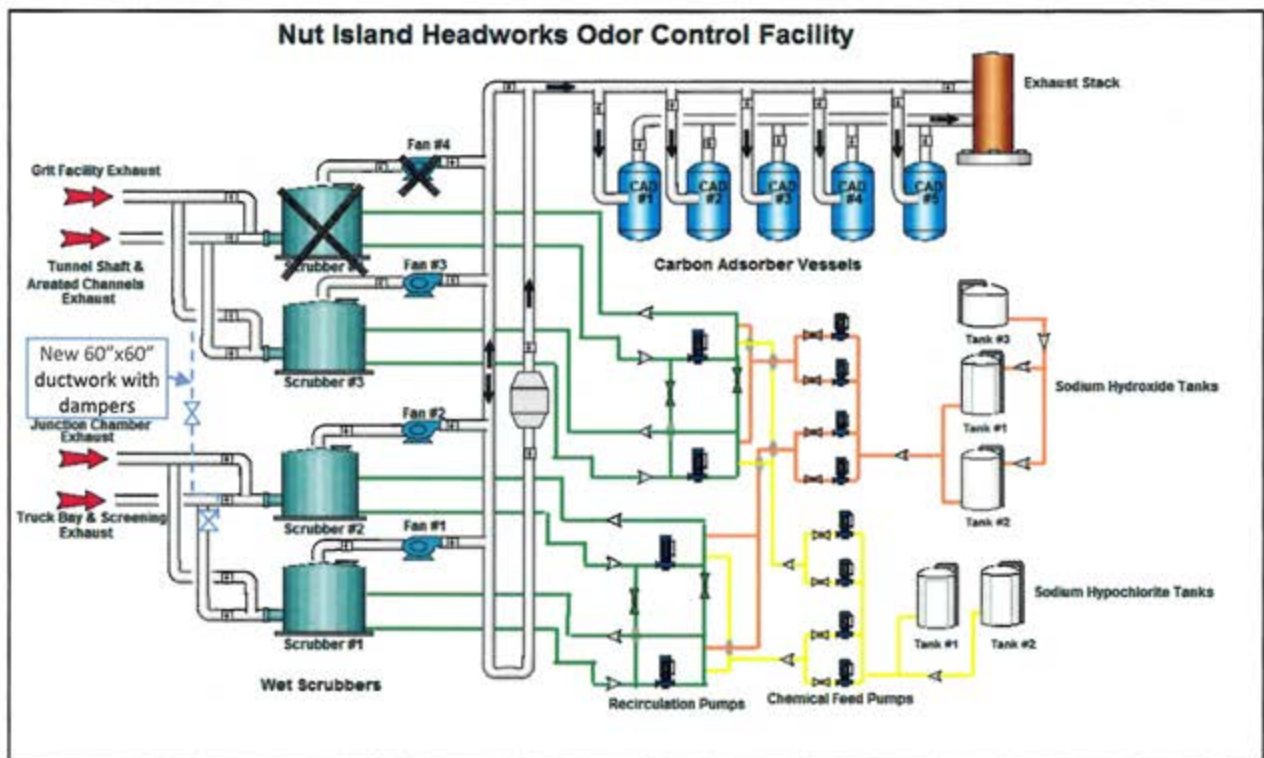 Nut Island Headworks Odor Control Facility
Exhaust Stack
Fan #4
Grit Facility Exhaust
CAD
#1
CAD
#2
CAD
#3
CAD
#4
CAD
#5
Scrubber
Tunnel Shaft &
Areated Channels
Exhaust
Fan #3
Carbon Adsorber Vessels
Tank #3
New 60"x60"
ductwork with
dampers
Scrubber #3
Sodium Hydroxide Tanks
Tank #1
Junction Chamber
Exhaust
Fan #2
Tank #2
Truck Bay & Screening
Exhaust
Scrubber #2
Fan #1
Sodium Hypochlorite Tanks
Tank #1
Tank #2
Scrubber #1
Wet Scrubbers
Recirculation Pumps
Chemical Feed Pumps